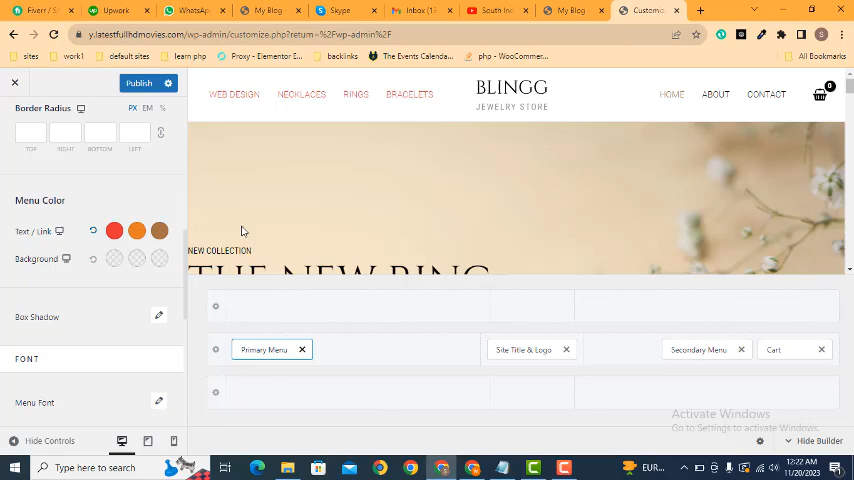 Fiverr / Se
Upwork
WhatsApp
My Blog
Skype
Inbox (13
South Ind
My Blog
Customiz
y.latestfullhdmovies.com/wp-admin/customize.php?return=%2Fwp-admin%2F
sites
work1
default sites
learn php
Proxy - Elementor E...
backlinks
The Events Calenda...
php - WooCommer...
All Bookmarks
Publish
Border Radius
PX EM %
TOP RIGHT BOTTOM LEFT
Menu Color
Text / Link
Background
Box Shadow
FONT
Menu Font
Hide Controls
WEB DESIGN NECKLACES RINGS BRACELETS
BLINGG
JEWELRY STORE
HOME ABOUT CONTACT
0
NEW COLLECTION
THE NEW RING
Primary Menu
Site Title & Logo
Secondary Menu
Cart
Activate Windows
Go to Settings to activate Windows.
Hide Builder
Type here to search
EUR...
12:22 AM
11/20/2023